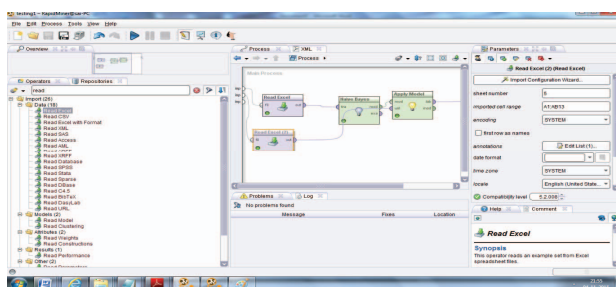 testing1 - RapidMiner@uar-PC
File Edit Process Tools View Help
Overview
Process
XML
Parameters
Process
Read Excel (2) (Read Excel)
Main Process
Import Configuration Wizard...
Operators
Repositories
read
sheet number
Import (26)
Data (18)
Read Excel
Read CSV
Read Excel with Format
Read XML
Read SAS
Read Access
Read AML
Read XRFF
Read Database
Read SPSS
Read Stata
Read Sparse
Read DBase
Read C4.5
Read BibTex
Read DasyLab
Read URL
Models (2)
Read Model
Read Clustering
Attributes (2)
Read Weights
Read Constructions
Results (1)
Read Performance
Other (2)
Read Excel
Naive Bayes
Apply Model
Read Excel (2)
imported cell range
A1:AB13
encoding
SYSTEM
first row as names
annotations
Edit List (1)...
date format
time zone
SYSTEM
locale
English (United State...
Compatibility level
5.2.008
Problems
Log
No problems found
Message
Fixes
Location
Help
Comment
Read Excel
Synopsis
This operator reads an example set from Excel
spreadsheet files.